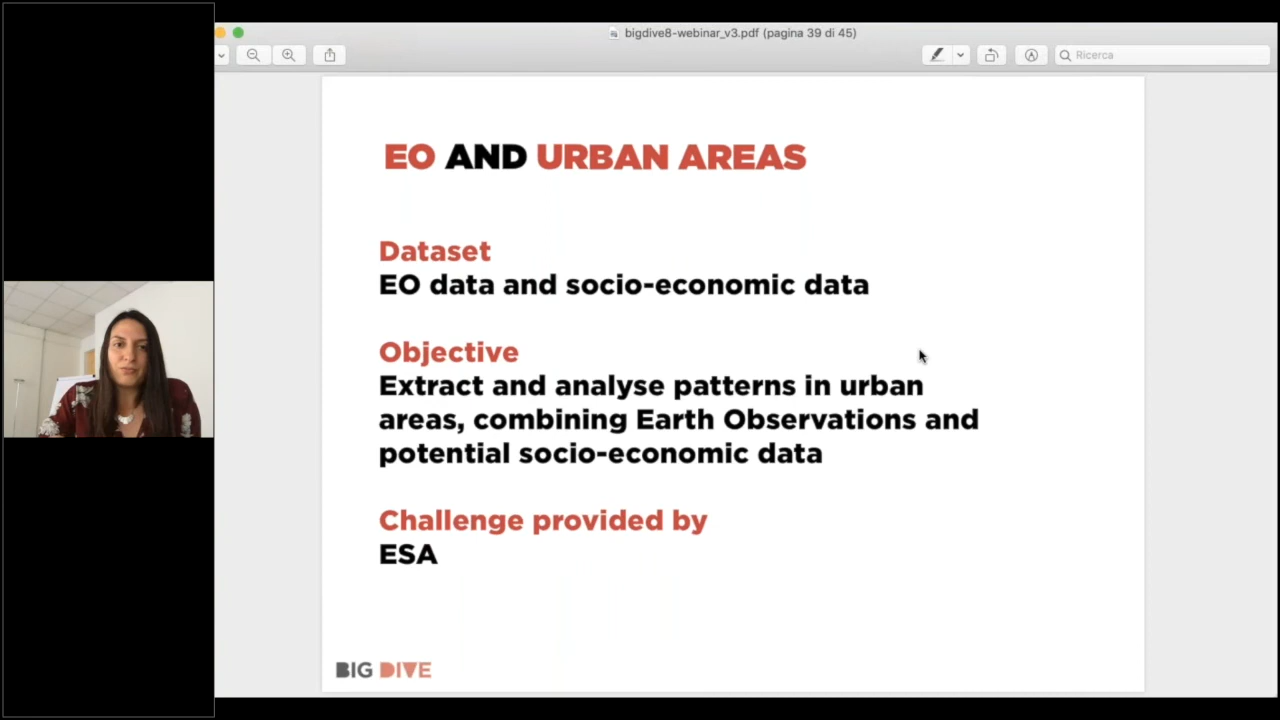 bigdive8-webinar_v3.pdf (pagina 39 di 45)
Ricerca
EO AND URBAN AREAS
Dataset
EO data and socio-economic data
Objective
Extract and analyse patterns in urban
areas, combining Earth Observations and
potential socio-economic data
Challenge provided by
ESA
BIG DIVE